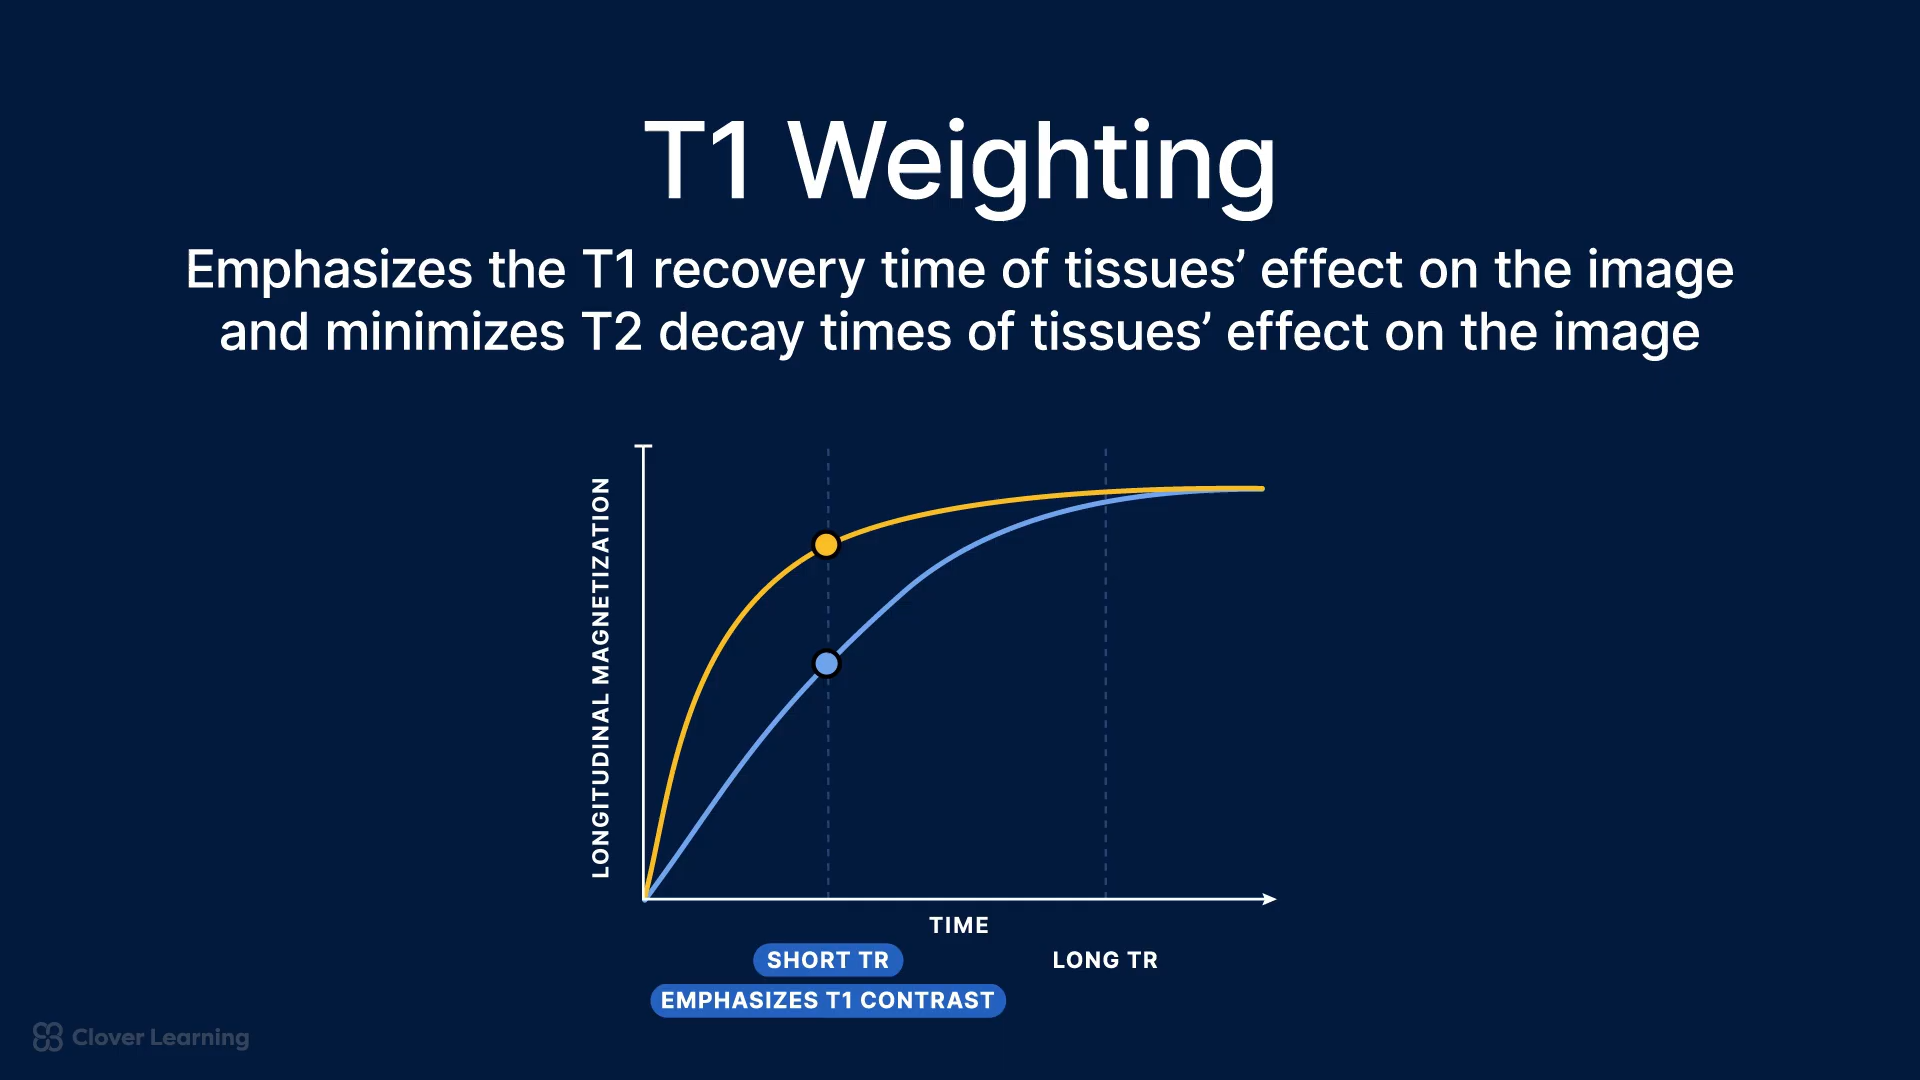 T1 Weighting
Emphasizes the T1 recovery time of tissues’ effect on the image
and minimizes T2 decay times of tissues’ effect on the image
LONGITUDINAL MAGNETIZATION
TIME
SHORT TR
LONG TR
EMPHASIZES T1 CONTRAST
Clover Learning